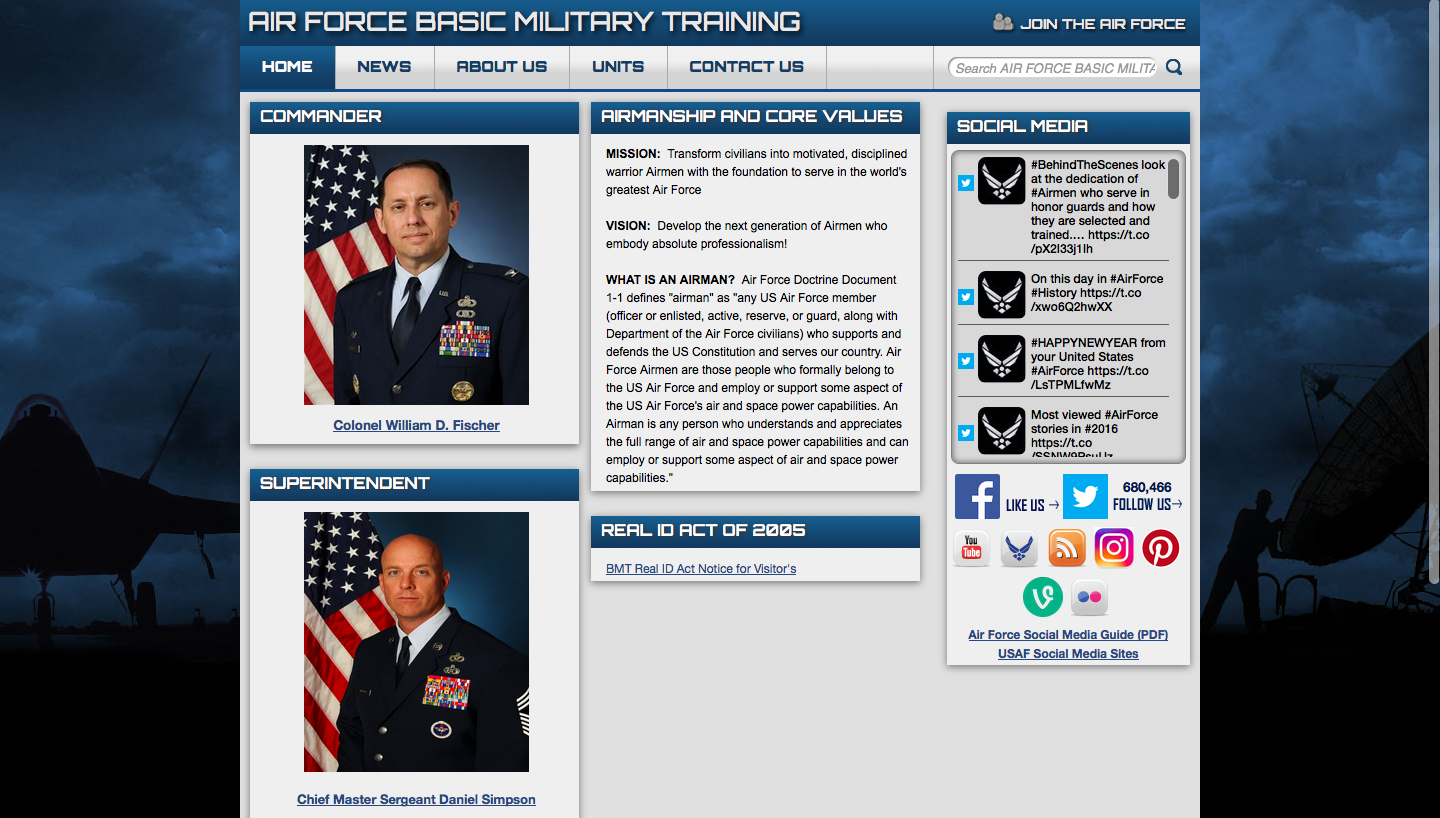 AIR FORCE BASIC MILITARY TRAINING
JOIN THE AIR FORCE
HOME
NEWS
ABOUT US
UNITS
CONTACT US
Search AIR FORCE BASIC MILITA
COMMANDER
Colonel William D. Fischer
SUPERINTENDENT
Chief Master Sergeant Daniel Simpson
AIRMANSHIP AND CORE VALUES
MISSION: Transform civilians into motivated, disciplined
warrior Airmen with the foundation to serve in the world's
greatest Air Force
VISION: Develop the next generation of Airmen who
embody absolute professionalism!
WHAT IS AN AIRMAN? Air Force Doctrine Document
1-1 defines "airman" as "any US Air Force member
(officer or enlisted, active, reserve, or guard, along with
Department of the Air Force civilians) who supports and
defends the US Constitution and serves our country. Air
Force Airmen are those people who formally belong to
the US Air Force and employ or support some aspect of
the US Air Force's air and space power capabilities. An
Airman is any person who understands and appreciates
the full range of air and space power capabilities and can
employ or support some aspect of air and space power
capabilities."
REAL ID ACT OF 2005
BMT Real ID Act Notice for Visitor's
SOCIAL MEDIA
#BehindTheScenes look
at the dedication of
#Airmen who serve in
honor guards and how
they are selected and
trained.... https://t.co
/pX2l33j1lh
On this day in #AirForce
#History https://t.co
/xwo6Q2hwXX
#HAPPYNEWYEAR from
your United States
#AirForce https://t.co
/LsTPMLfwMz
Most viewed #AirForce
stories in #2016
https://t.co
LIKE US →
680,466
FOLLOW US→
You
Tube
Air Force Social Media Guide (PDF)
USAF Social Media Sites